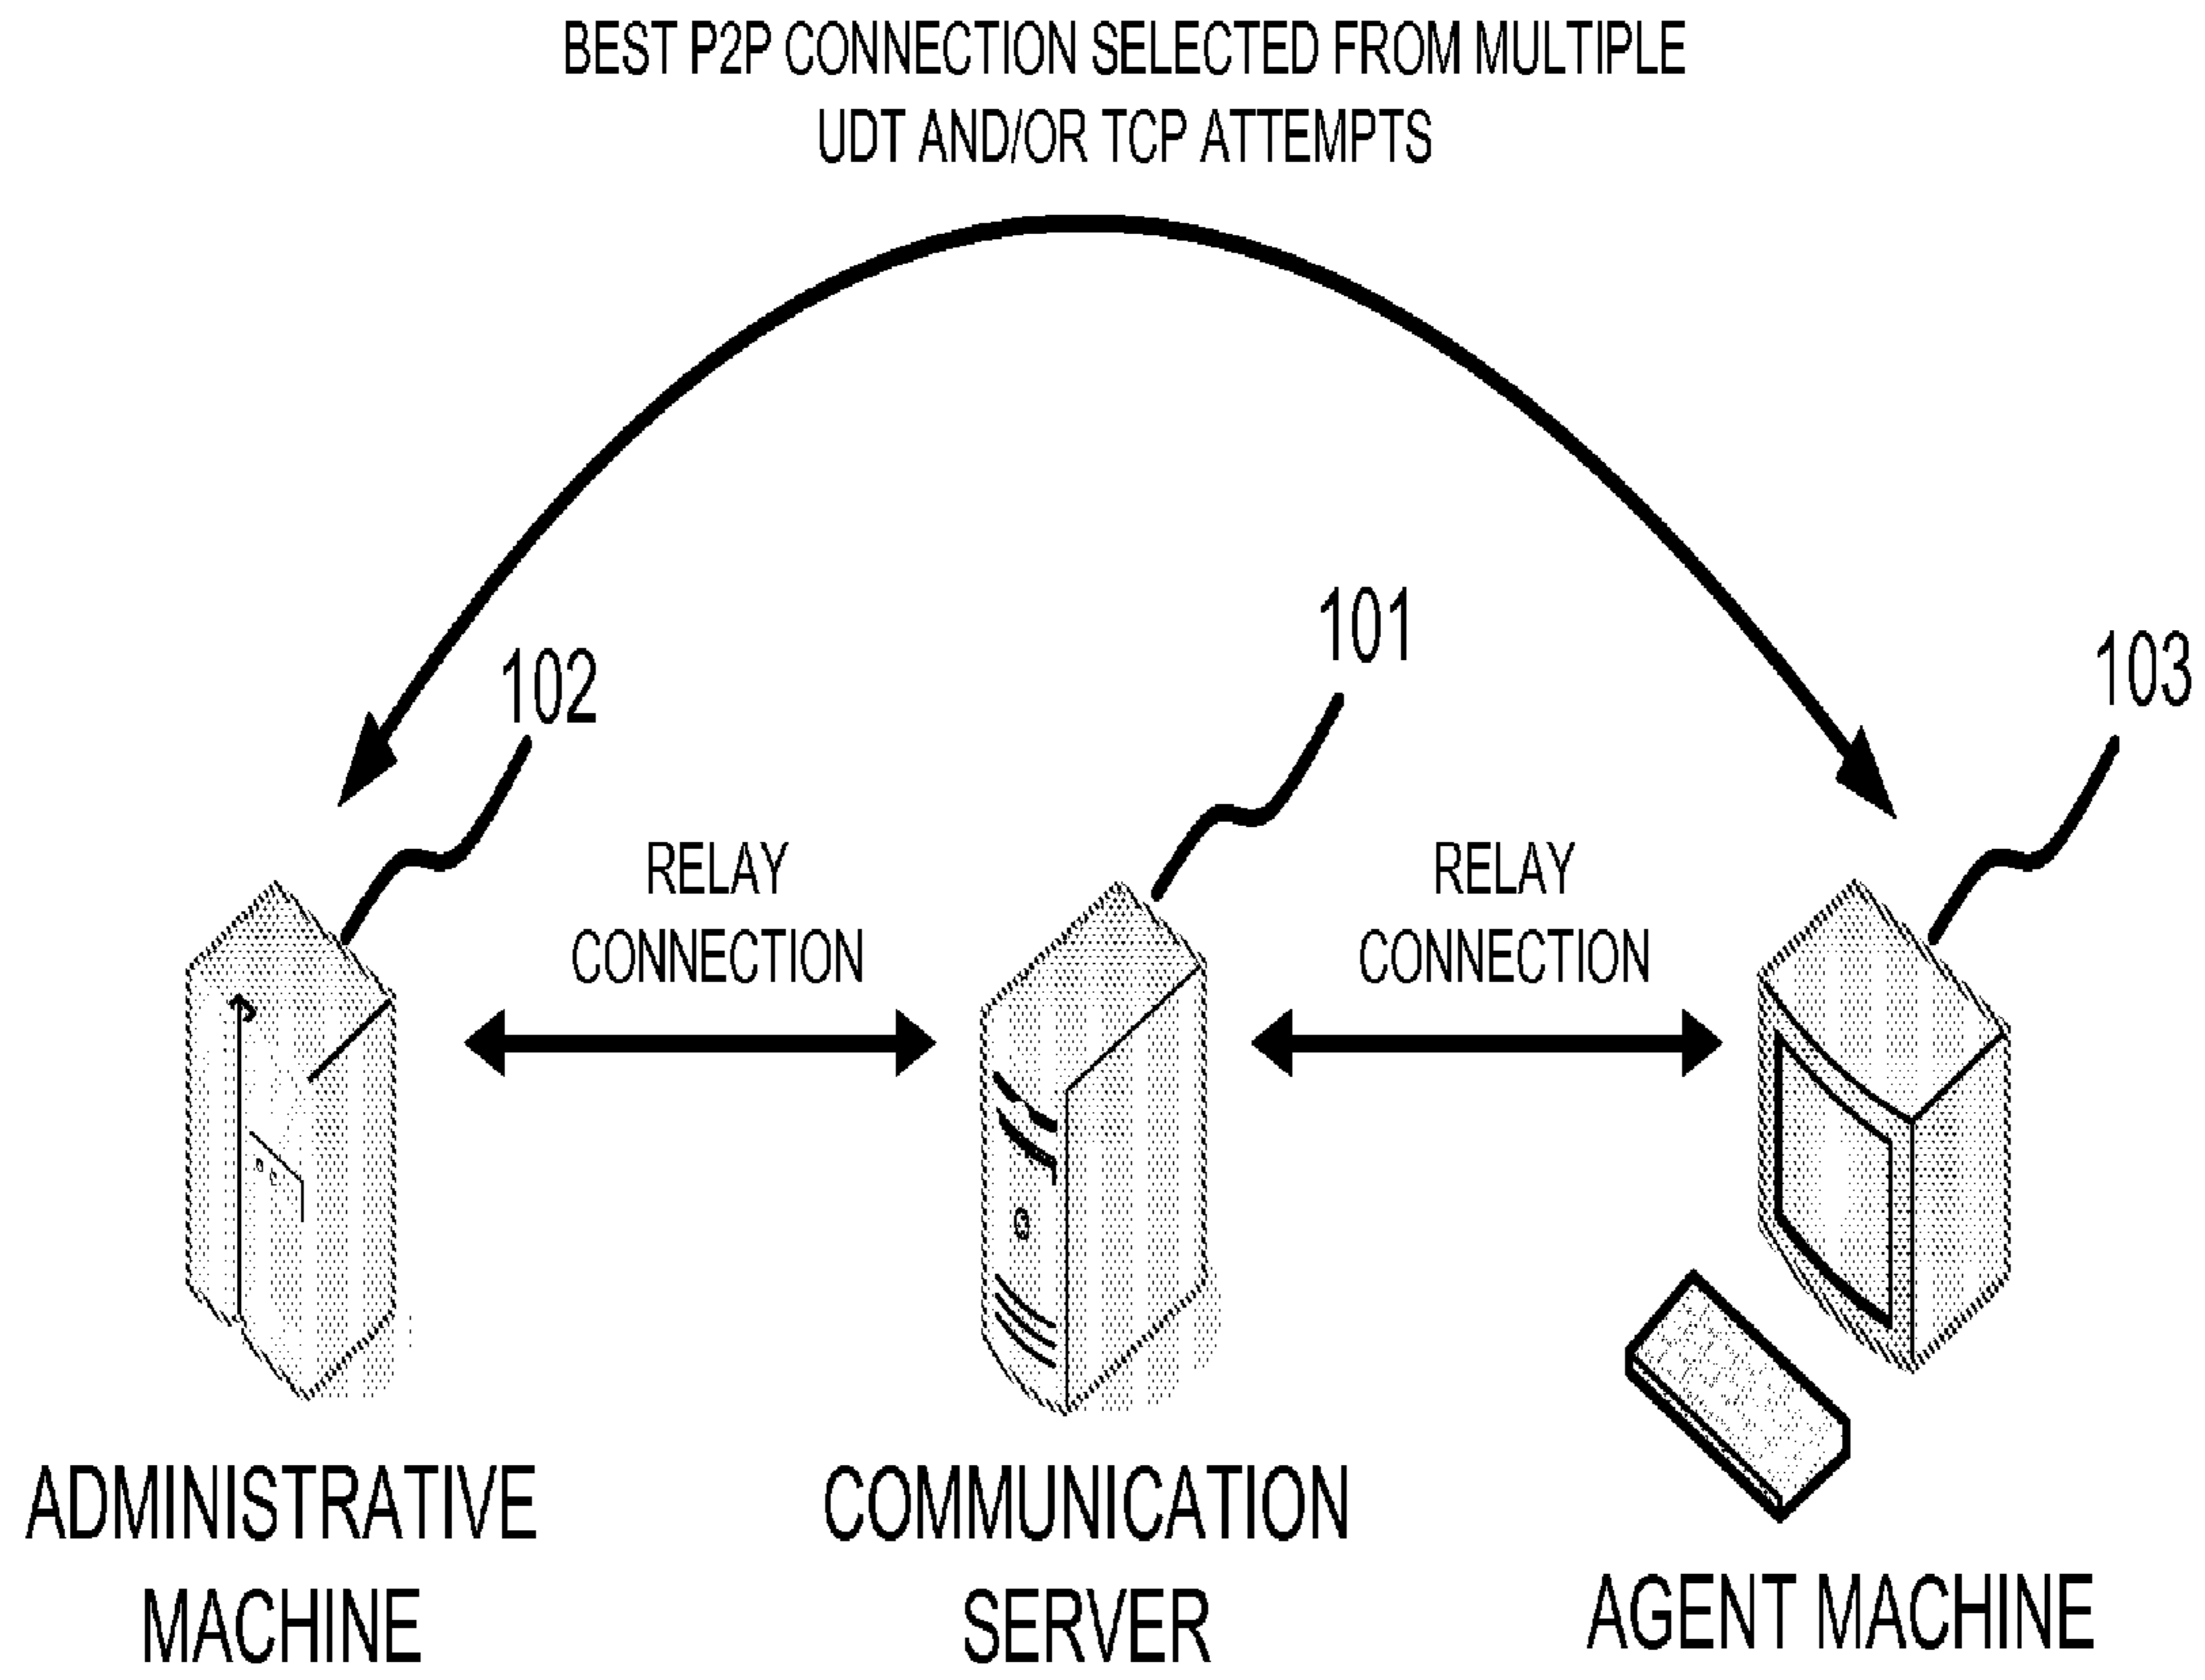 BEST P2P CONNECTION SELECTED FROM MULTIPLE
UDT AND/OR TCP ATTEMPTS
102
101
103
RELAY
CONNECTION
RELAY
CONNECTION
ADMINISTRATIVE
MACHINE
COMMUNICATION
SERVER
AGENT MACHINE